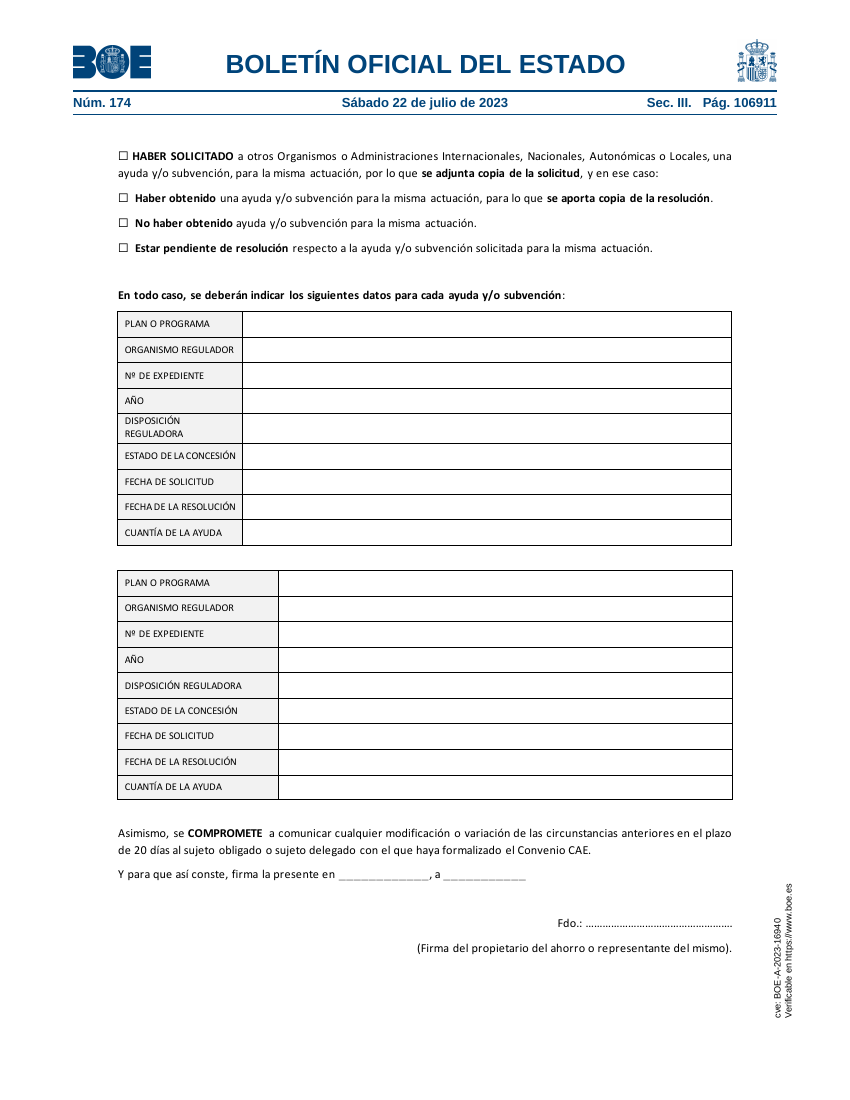 BOE
BOLETÍN OFICIAL DEL ESTADO
Núm. 174 Sábado 22 de julio de 2023 Sec. III. Pág. 106911
☐ HABER SOLICITADO a otros Organismos o Administraciones Internacionales, Nacionales, Autonómicas o Locales, una
ayuda y/o subvención, para la misma actuación, por lo que se adjunta copia de la solicitud, y en ese caso:
☐ Haber obtenido una ayuda y/o subvención para la misma actuación, para lo que se aporta copia de la resolución.
☐ No haber obtenido ayuda y/o subvención para la misma actuación.
☐ Estar pendiente de resolución respecto a la ayuda y/o subvención solicitada para la misma actuación.
En todo caso, se deberán indicar los siguientes datos para cada ayuda y/o subvención:
PLAN O PROGRAMA
ORGANISMO REGULADOR
Nº DE EXPEDIENTE
AÑO
DISPOSICIÓN
REGULADORA
ESTADO DE LA CONCESIÓN
FECHA DE SOLICITUD
FECHA DE LA RESOLUCIÓN
CUANTÍA DE LA AYUDA
PLAN O PROGRAMA
ORGANISMO REGULADOR
Nº DE EXPEDIENTE
AÑO
DISPOSICIÓN REGULADORA
ESTADO DE LA CONCESIÓN
FECHA DE SOLICITUD
FECHA DE LA RESOLUCIÓN
CUANTÍA DE LA AYUDA
Asimismo, se COMPROMETE a comunicar cualquier modificación o variación de las circunstancias anteriores en el plazo
de 20 días al sujeto obligado o sujeto delegado con el que haya formalizado el Convenio CAE.
Y para que así conste, firma la presente en ____________, a ___________
Fdo.: ……………………………………………
(Firma del propietario del ahorro o representante del mismo).
cve: BOE-A-2023-16940
Verificable en https://www.boe.es